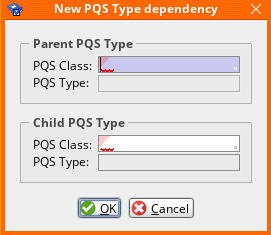 New PQS Type dependency
Parent PQS Type
PQS Class:
PQS Type:
Child PQS Type
PQS Class:
PQS Type:
OK Cancel